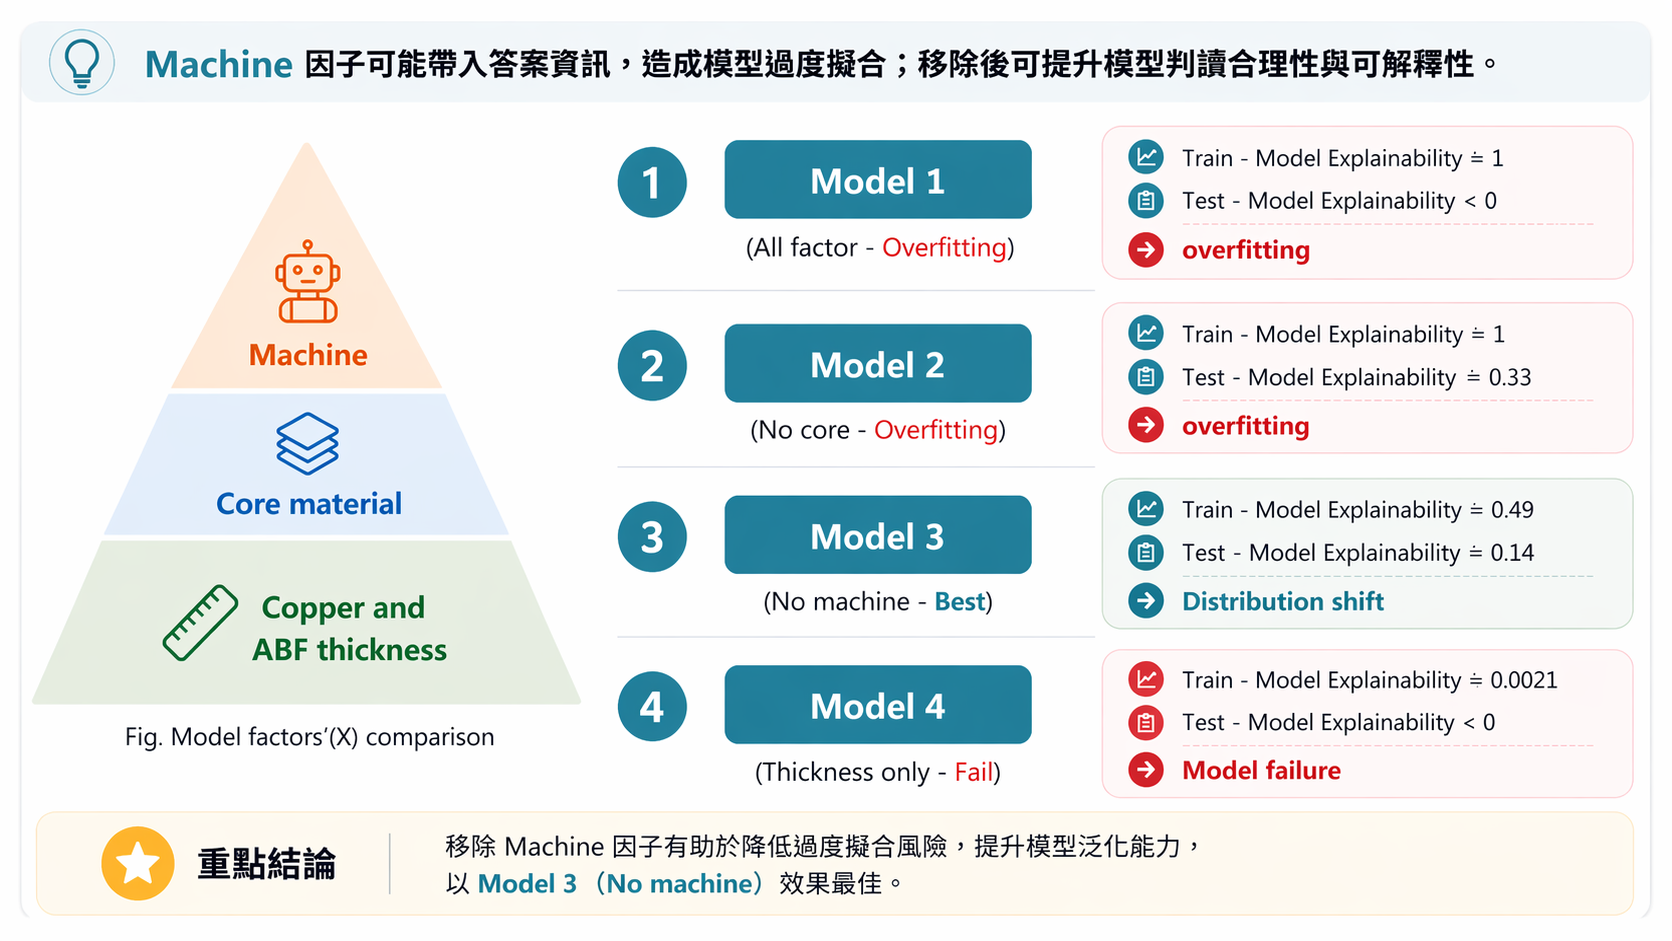 Machine 因子可能帶入答案資訊，造成模型過度擬合；移除後可提升模型判讀合理性與可解釋性。
Machine
Core material
Copper and
ABF thickness
Fig. Model factors'(X) comparison
1
Model 1
(All factor - Overfitting)
Train - Model Explainability ≐ 1
Test - Model Explainability < 0
overfitting
2
Model 2
(No core - Overfitting)
Train - Model Explainability ≐ 1
Test - Model Explainability ≐ 0.33
overfitting
3
Model 3
(No machine - Best)
Train - Model Explainability ≐ 0.49
Test - Model Explainability ≐ 0.14
Distribution shift
4
Model 4
(Thickness only - Fail)
Train - Model Explainability ≐ 0.0021
Test - Model Explainability < 0
Model failure
重點結論
移除 Machine 因子有助於降低過度擬合風險，提升模型泛化能力，
以 Model 3（No machine）效果最佳。